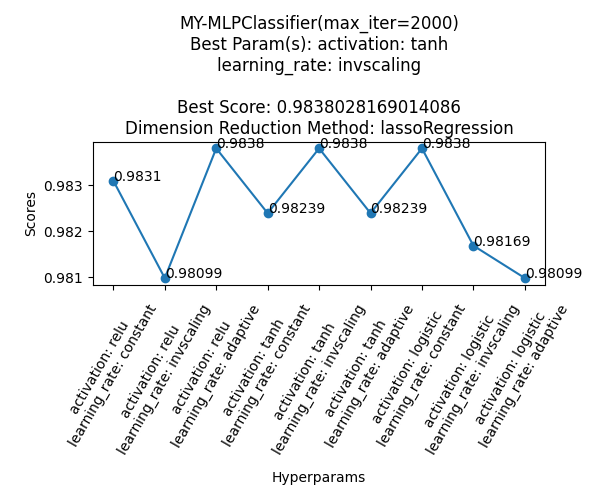 MY-MLPClassifier(max_iter=2000)
Best Param(s): activation: tanh
learning_rate: invscaling
Best Score: 0.9838028169014086
Dimension Reduction Method: lassoRegression
Scores
0.983
0.982
0.981
0.9831
0.98099
0.9838
0.98239
0.9838
0.98239
0.9838
0.98169
0.98099
activation: relu
learning_rate: constant
activation: relu
learning_rate: invscaling
activation: relu
learning_rate: adaptive
activation: tanh
learning_rate: constant
activation: tanh
learning_rate: invscaling
activation: tanh
learning_rate: adaptive
activation: logistic
learning_rate: constant
activation: logistic
learning_rate: invscaling
activation: logistic
learning_rate: adaptive
Hyperparams